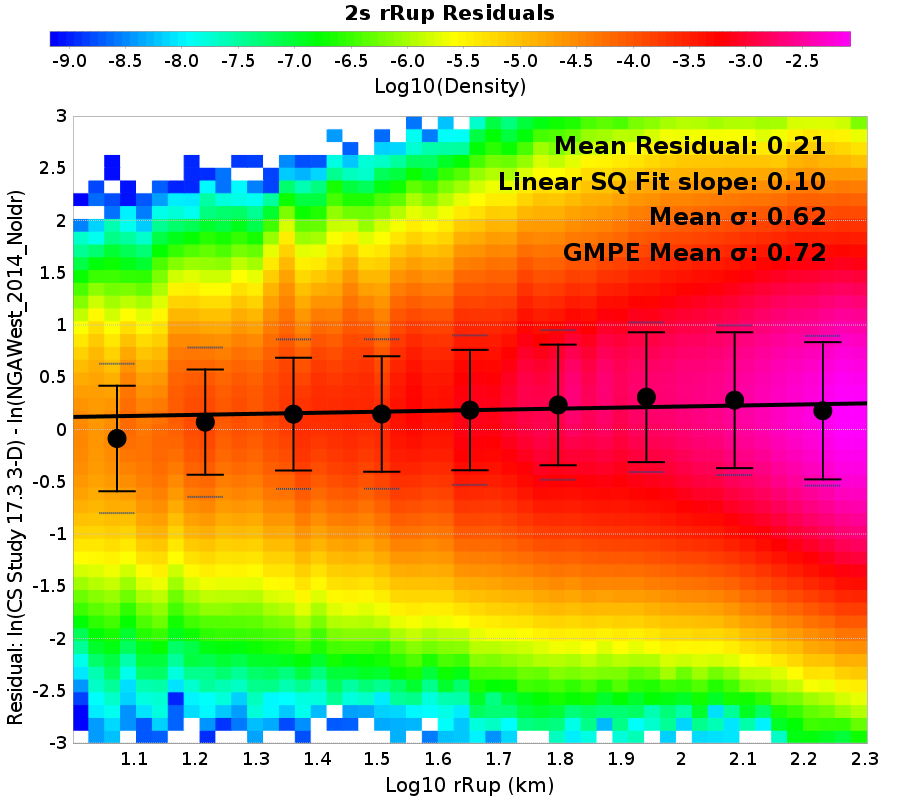 2s rRup Residuals
-9.0 -8.5 -8.0 -7.5 -7.0 -6.5 -6.0 -5.5 -5.0 -4.5 -4.0 -3.5 -3.0 -2.5
Log10(Density)
Residual: ln(CS Study 17.3 3-D) - ln(NGAWest_2014_NoIdr)
3
2.5
2
1.5
1
0.5
0
-0.5
-1
-1.5
-2
-2.5
-3
Mean Residual: 0.21
Linear SQ Fit slope: 0.10
Mean σ: 0.62
GMPE Mean σ: 0.72
1.1 1.2 1.3 1.4 1.5 1.6 1.7 1.8 1.9 2 2.1 2.2 2.3
Log10 rRup (km)